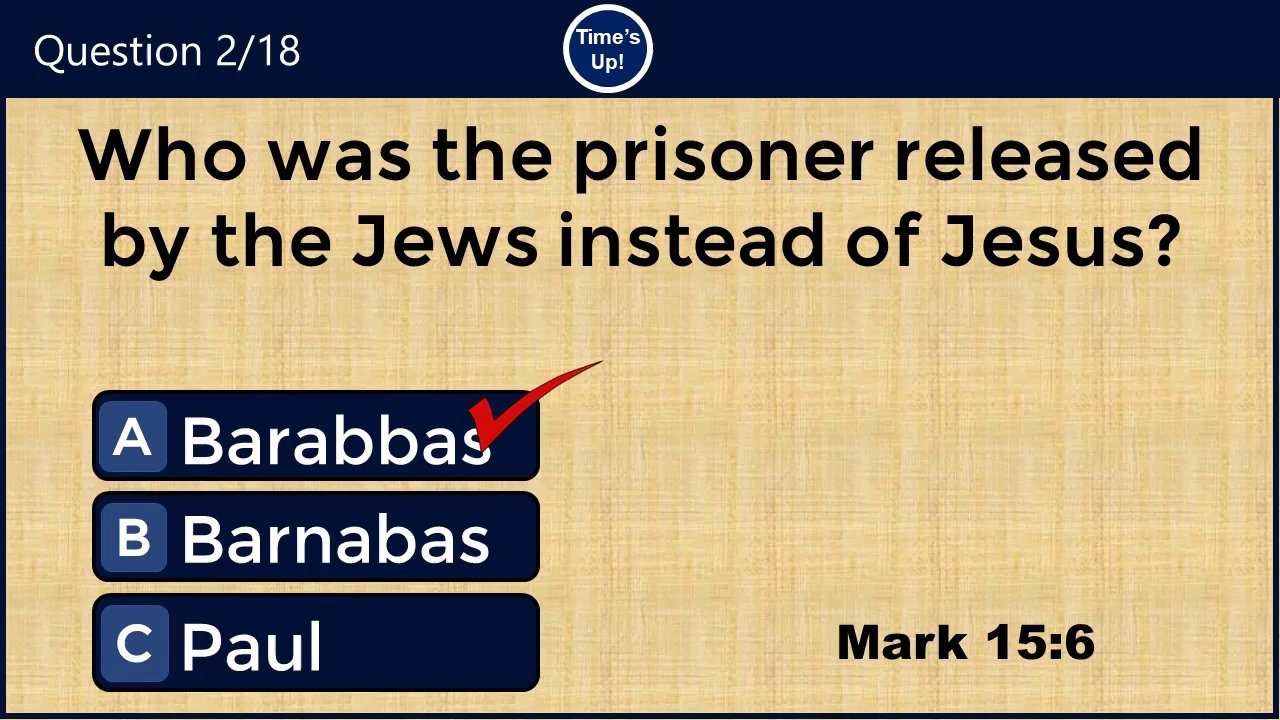 Question 2/18
Time's
Up!
Who was the prisoner released
by the Jews instead of Jesus?
A Barabbas
B Barnabas
C Paul
Mark 15:6